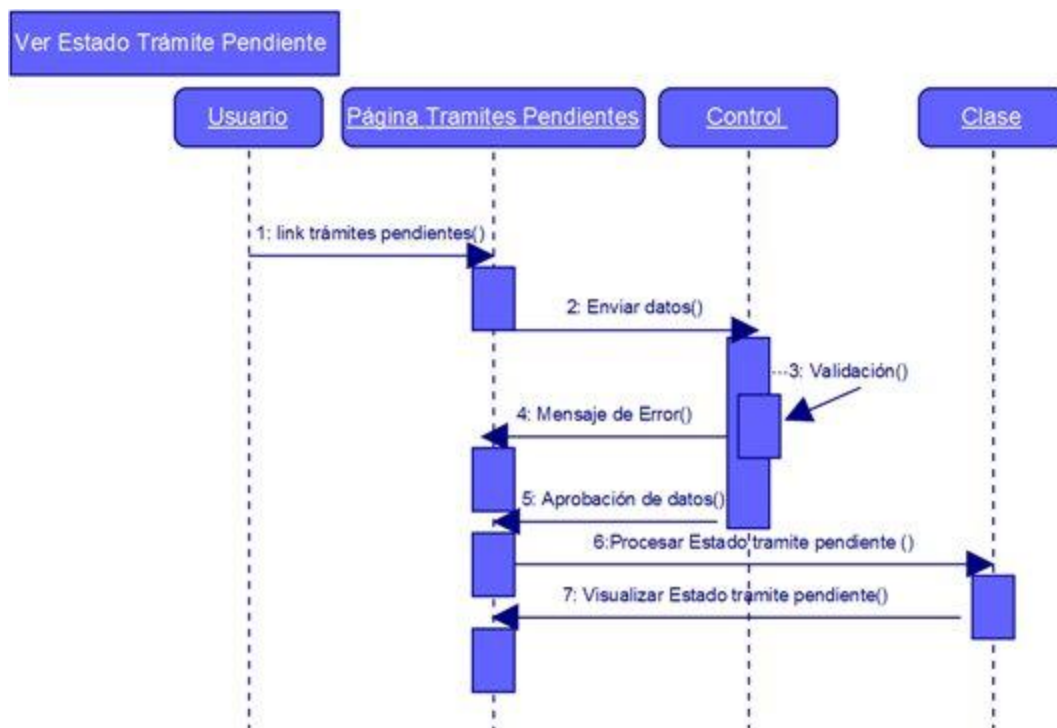 Ver Estado Trámite Pendiente
Usuario
Página Tramites Pendientes
Control
Clase
1: link trámites pendientes()
2: Enviar datos()
3: Validación()
4: Mensaje de Error()
5: Aprobación de datos()
6:Procesar Estado tramite pendiente ()
7: Visualizar Estado tramite pendiente()